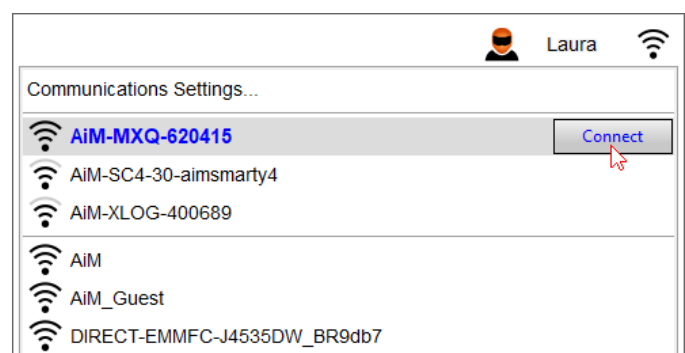 Laura
Communications Settings...
AiM-MXQ-620415 Connect
AiM-SC4-30-aimsmarty4
AiM-XLOG-400689
AiM
AiM_Guest
DIRECT-EMMFC-J4535DW_BR9db7